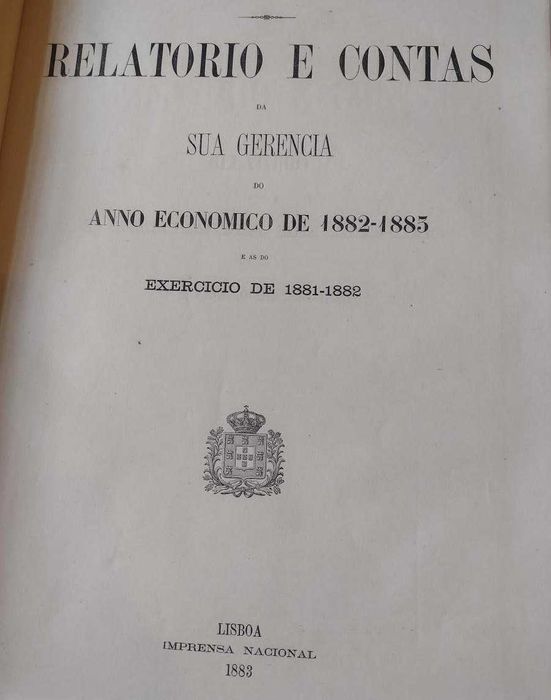 RELATORIO E CONTAS
DA
SUA GERENCIA
DO
ANNO ECONOMICO DE 1882-1883
E AS DO
EXERCICIO DE 1881-1882
LISBOA
IMPRENSA NACIONAL
1883